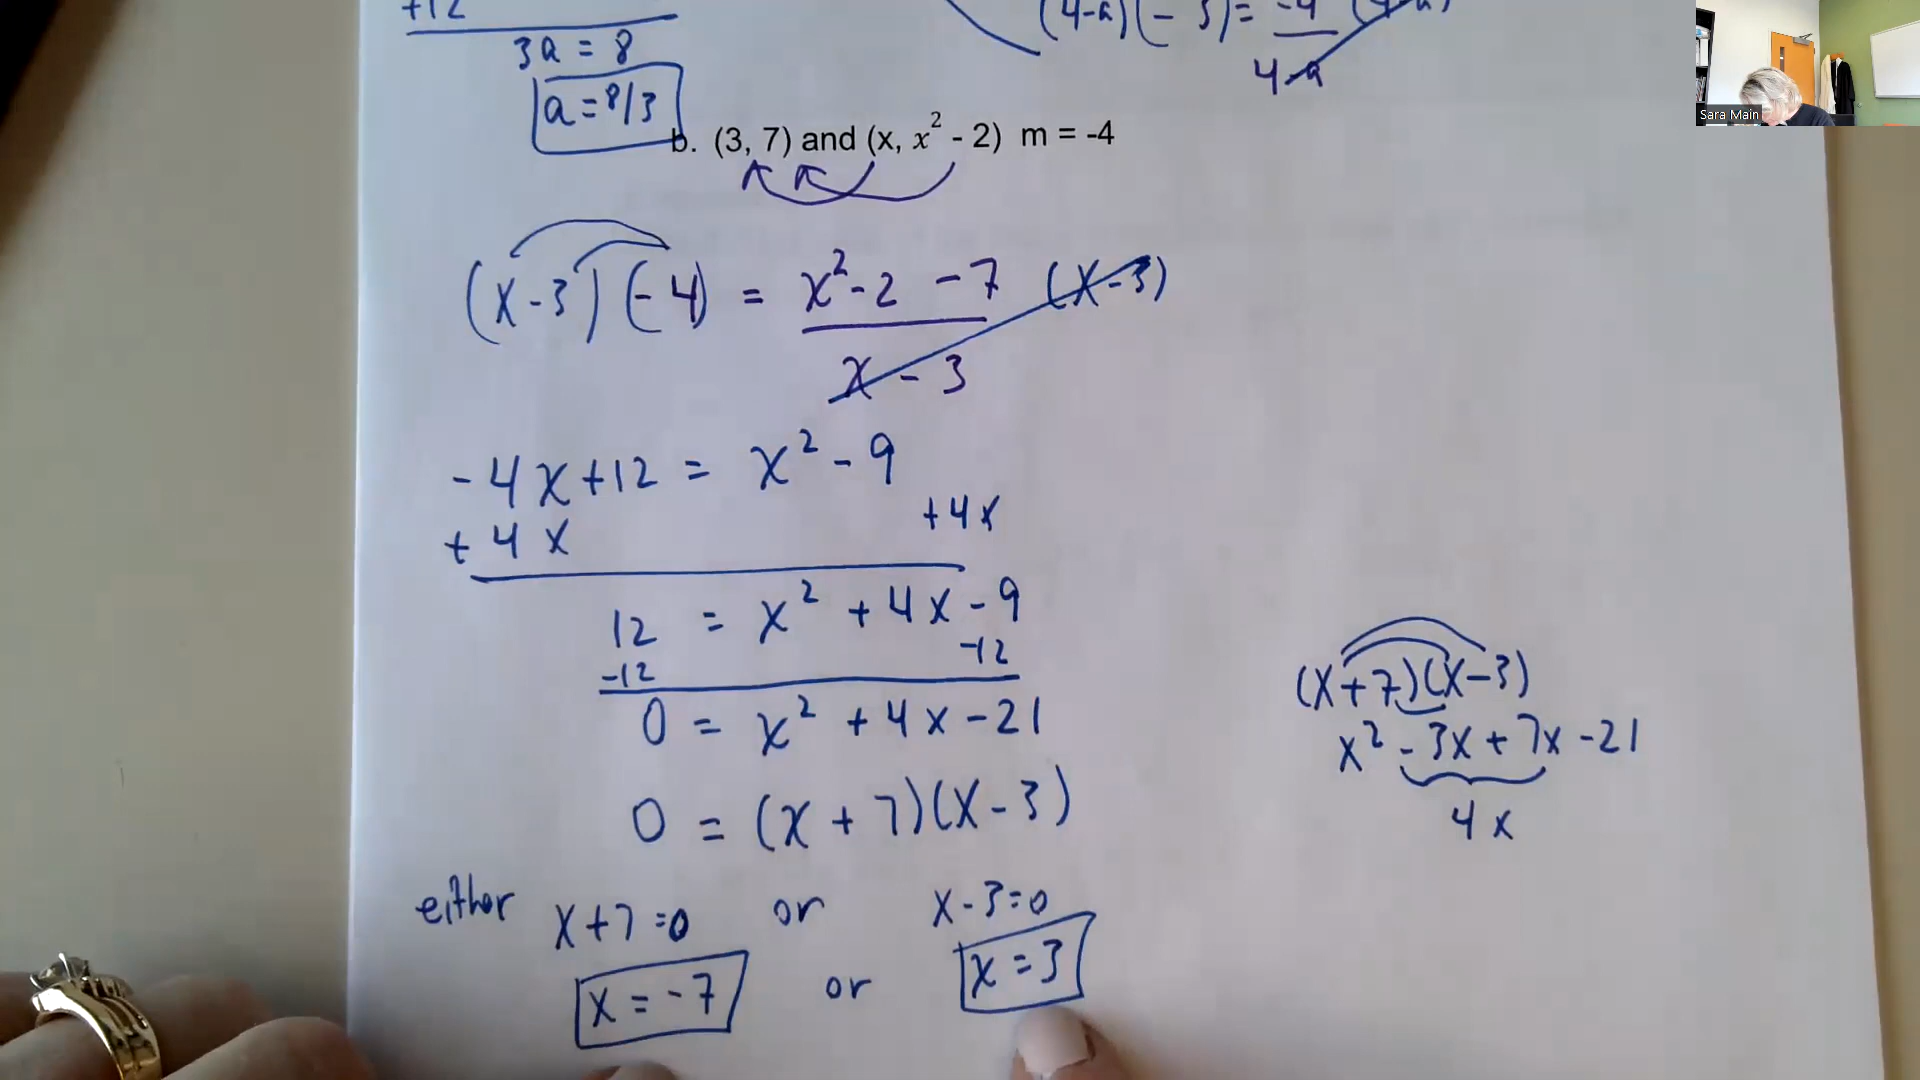 +12
(4-a)(-3) = -4
4-a
3a = 8
a = 8/3
b. (3, 7) and (x, x² - 2) m = -4
(x-3)(-4) = x²-2 -7 (x-3)
x - 3
-4x+12 = x² - 9
+4x +4x
12 = x² + 4x - 9
-12 -12
0 = x² + 4x - 21
0 = (x + 7)(x - 3)
either x+7=0 or x-3=0
x = -7 or x = 3
(x+7)(x-3)
x² - 3x + 7x - 21
4x
Sara Main